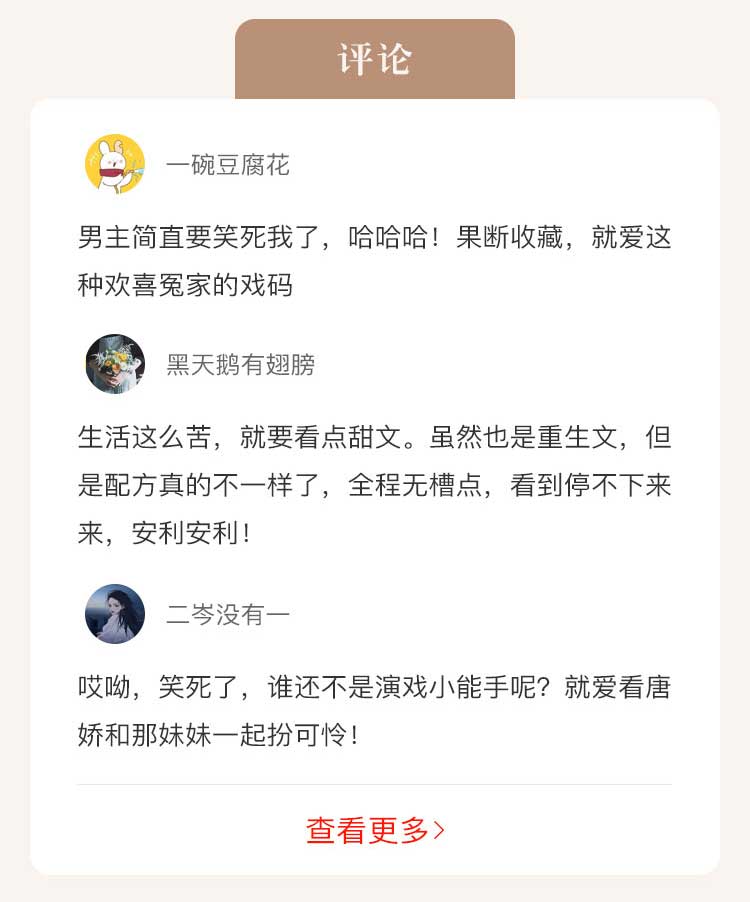 评论
一碗豆腐花
男主简直要笑死我了，哈哈哈！果断收藏，就爱这
种欢喜冤家的戏码
黑天鹅有翅膀
生活这么苦，就要看点甜文。虽然也是重生文，但
是配方真的不一样了，全程无槽点，看到停不下来
来，安利安利！
二岑没有一
哎呦，笑死了，谁还不是演戏小能手呢？就爱看唐
娇和那妹妹一起扮可怜！
查看更多>